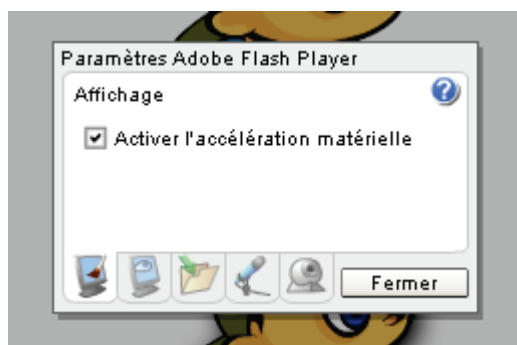 Paramètres Adobe Flash Player
Affichage
?
Activer l'accélération matérielle
Fermer